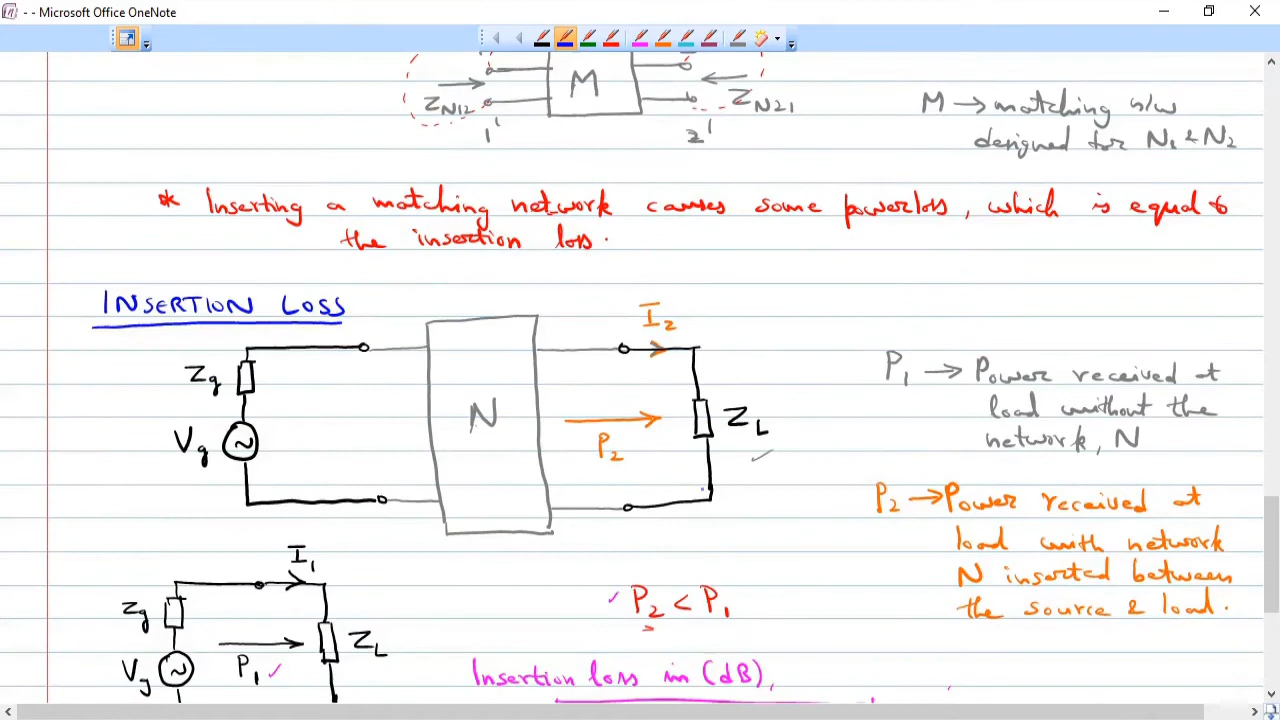 - - Microsoft Office OneNote
M
ZN12
ZN21
1'
2'
M → matching n/w
designed for N1 & N2
* Inserting a matching network causes some powerloss, which is equal to
the insertion loss.
INSERTION LOSS
I2
Zg
N
Vg
P2
ZL
P1 → Power received at
load without the
network, N
P2 → Power received at
load with network
N inserted between
the source & load.
I1
Zg
Vg
P1
ZL
P2 < P1
Insertion loss in (dB),